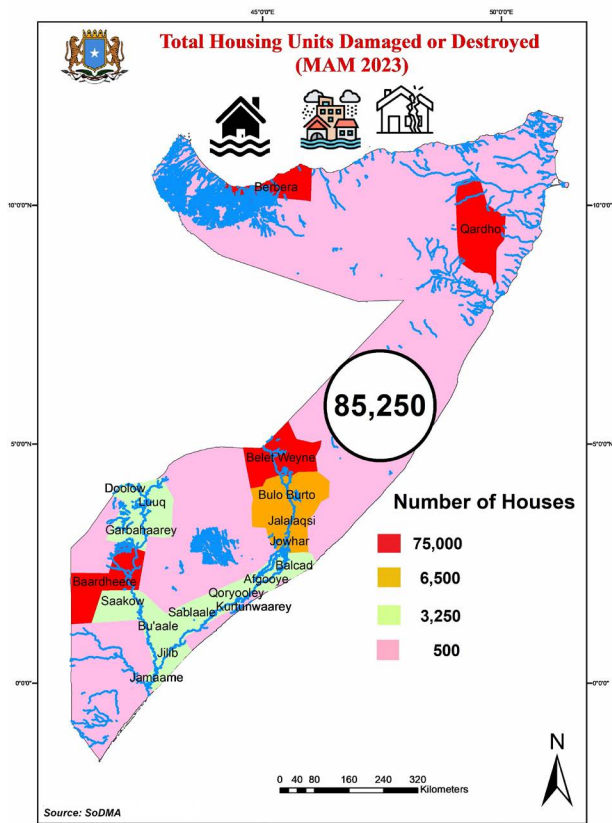 45°0'0"E
50°0'0"E
Total Housing Units Damaged or Destroyed
(MAM 2023)
Berbera
10°0'0"N
10°0'0"N
Qardho
85,250
5°0'0"N
5°0'0"N
Belet Weyne
Doolow
Luuq
Bulo Burto
Number of Houses
Garbahaarey
Jalalaqsi
Jowhar
75,000
Balcad
Baardheere
Afgooye
6,500
Qoryooley
Saakow
Kurtunwaarey
Sablaale
3,250
Bu'aale
Jilib
500
Jamaame
0°0'0"
0°0'0"
N
0 40 80 160 240 320
Kilometers
Source: SoDMA